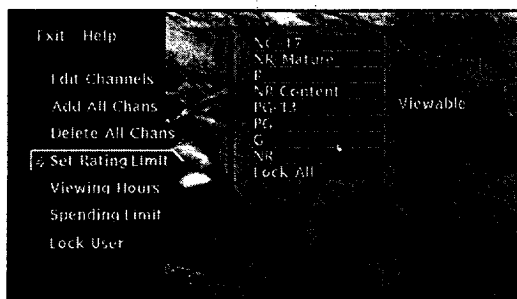 Exit Help
Edit Channels
Add All Chans
Delete All Chans
Set Rating Limit
Viewing Hours
Spending Limit
Lock User
NC-17
NR-Mature
R
NR Content
PG-13
PG
G
NR
Lock All
Viewable